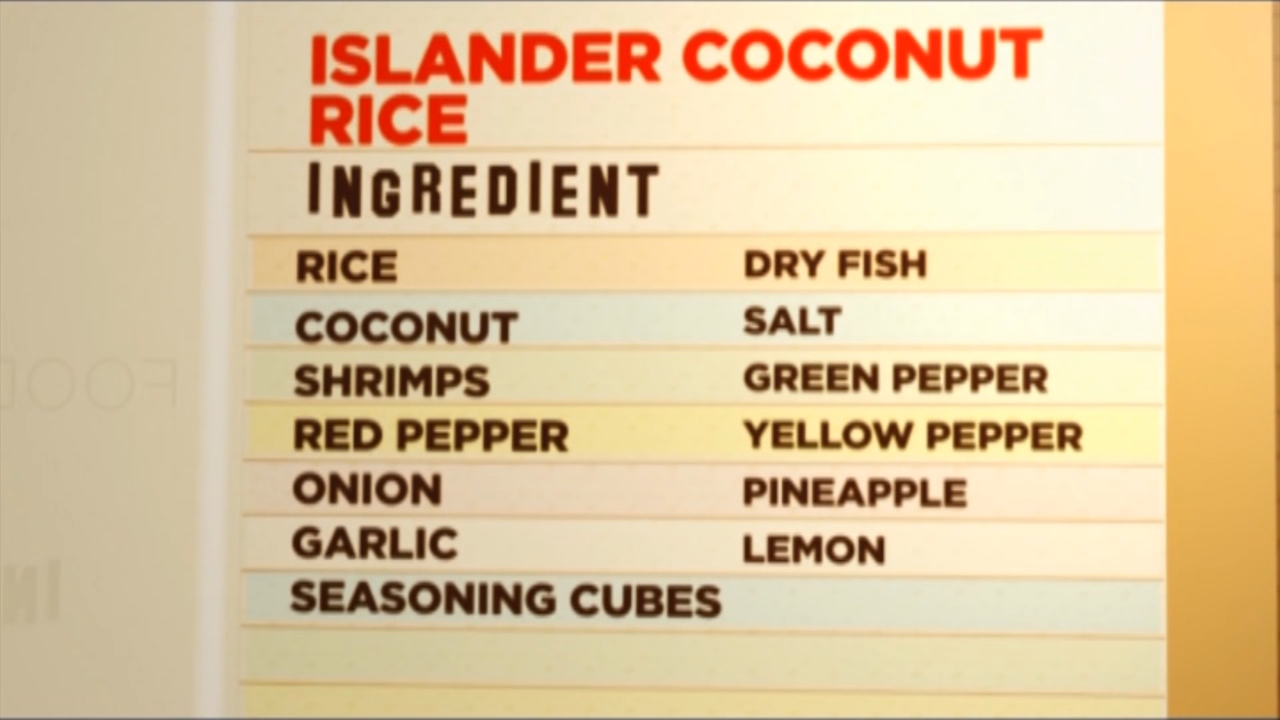 ISLANDER COCONUT
RICE
INGREDIENT
RICE
COCONUT
SHRIMPS
RED PEPPER
ONION
GARLIC
SEASONING CUBES
DRY FISH
SALT
GREEN PEPPER
YELLOW PEPPER
PINEAPPLE
LEMON